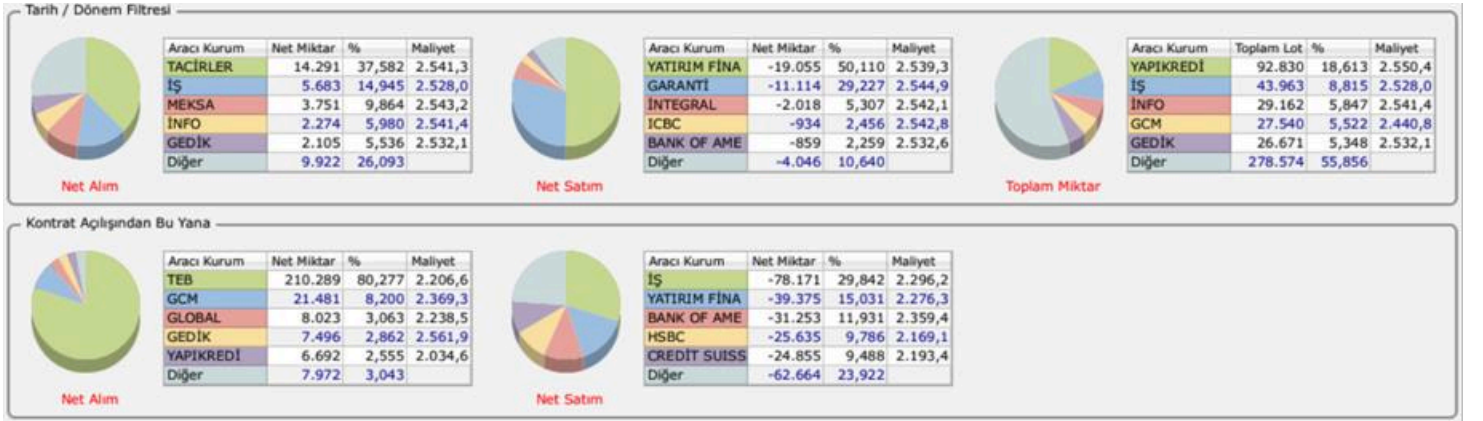 Tarih / Dönem Filtresi
Aracı Kurum Net Miktar % Maliyet
TACİRLER 14.291 37,582 2.541,3
İŞ 5.683 14,945 2.528,0
MEKSA 3.751 9,864 2.543,2
İNFO 2.274 5,980 2.541,4
GEDİK 2.105 5,536 2.532,1
Diğer 9.922 26,093
Net Alım
Aracı Kurum Net Miktar % Maliyet
YATIRIM FİNA -19.055 50,110 2.539,3
GARANTİ -11.114 29,227 2.544,9
İNTEGRAL -2.018 5,307 2.542,1
ICBC -934 2,456 2.542,8
BANK OF AME -859 2,259 2.532,6
Diğer -4.046 10,640
Net Satım
Aracı Kurum Toplam Lot % Maliyet
YAPIKREDİ 92.830 18,613 2.550,4
İŞ 43.963 8,815 2.528,0
İNFO 29.162 5,847 2.541,4
GCM 27.540 5,522 2.440,8
GEDİK 26.671 5,348 2.532,1
Diğer 278.574 55,856
Toplam Miktar
Kontrat Açılışından Bu Yana
Aracı Kurum Net Miktar % Maliyet
TEB 210.289 80,277 2.206,6
GCM 21.481 8,200 2.369,3
GLOBAL 8.023 3,063 2.238,5
GEDİK 7.496 2,862 2.561,9
YAPIKREDİ 6.692 2,555 2.034,6
Diğer 7.972 3,043
Net Alım
Aracı Kurum Net Miktar % Maliyet
İŞ -78.171 29,842 2.296,2
YATIRIM FİNA -39.375 15,031 2.276,3
BANK OF AME -31.253 11,931 2.359,4
HSBC -25.635 9,786 2.169,1
CREDİT SUISS -24.855 9,488 2.193,4
Diğer -62.664 23,922
Net Satım